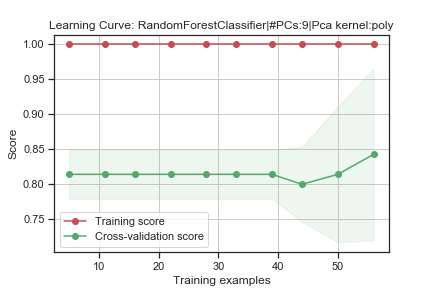 Learning Curve: RandomForestClassifier|#PCs:9|Pca kernel:poly
1.00
0.95
0.90
0.85
0.80
0.75
Score
Training score
Cross-validation score
10
20
30
40
50
Training examples